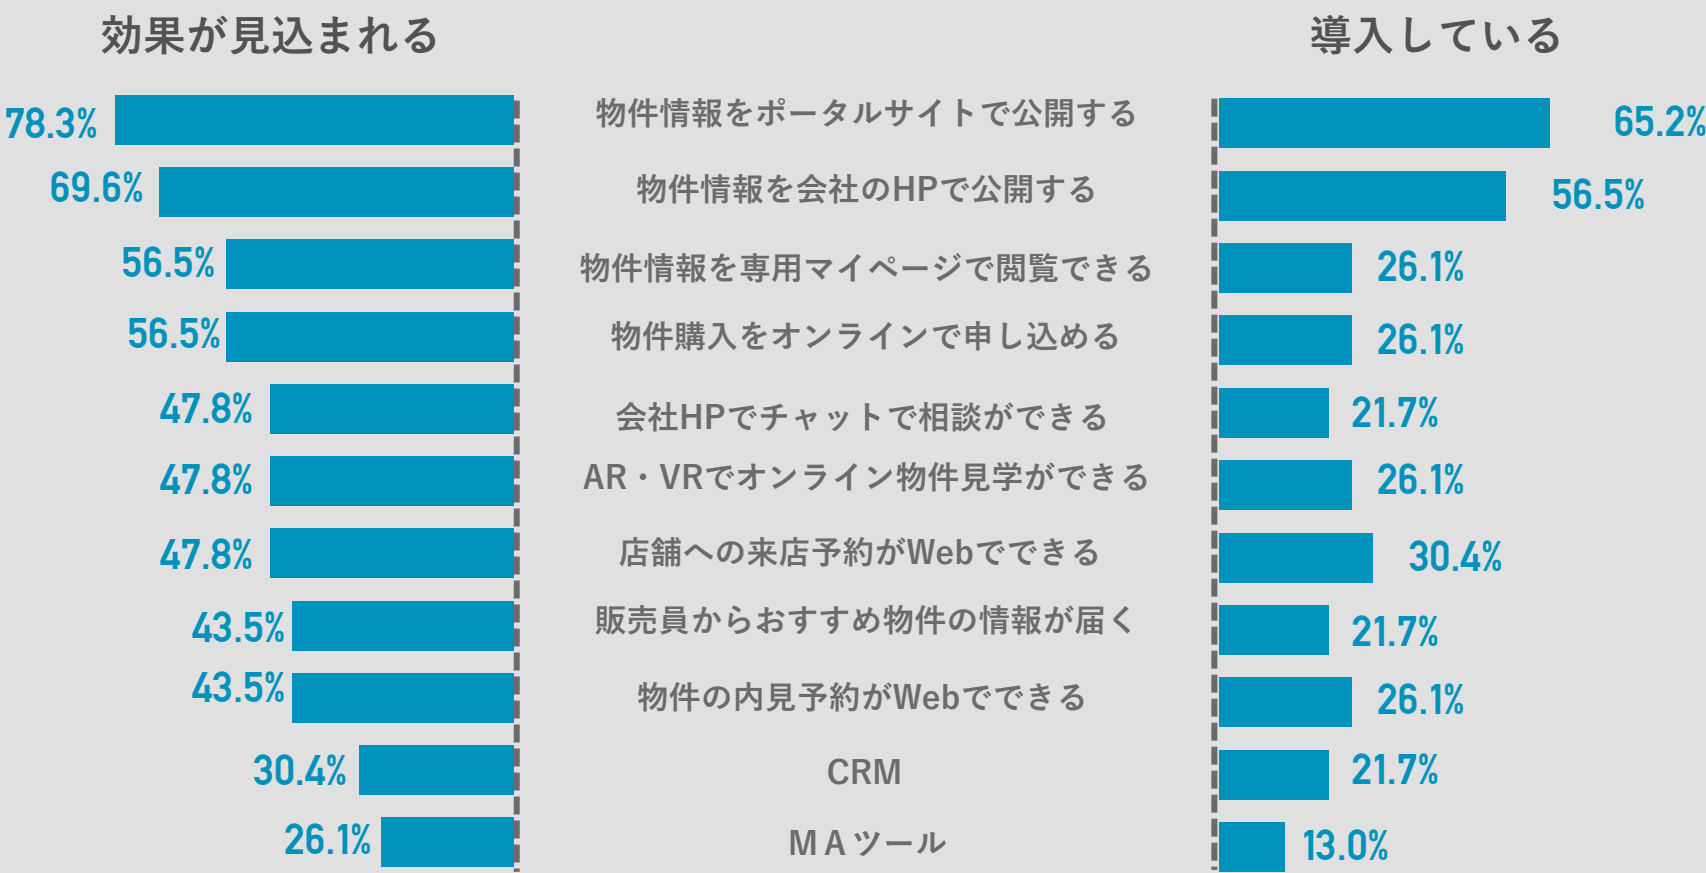 効果が見込まれる 導入している
78.3% 物件情報をポータルサイトで公開する 65.2%
69.6% 物件情報を会社のHPで公開する 56.5%
56.5% 物件情報を専用マイページで閲覧できる 26.1%
56.5% 物件購入をオンラインで申し込める 26.1%
47.8% 会社HPでチャットで相談ができる 21.7%
47.8% AR・VRでオンライン物件見学ができる 26.1%
47.8% 店舗への来店予約がWebでできる 30.4%
43.5% 販売員からおすすめ物件の情報が届く 21.7%
43.5% 物件の内見予約がWebでできる 26.1%
30.4% CRM 21.7%
26.1% ＭＡツール 13.0%